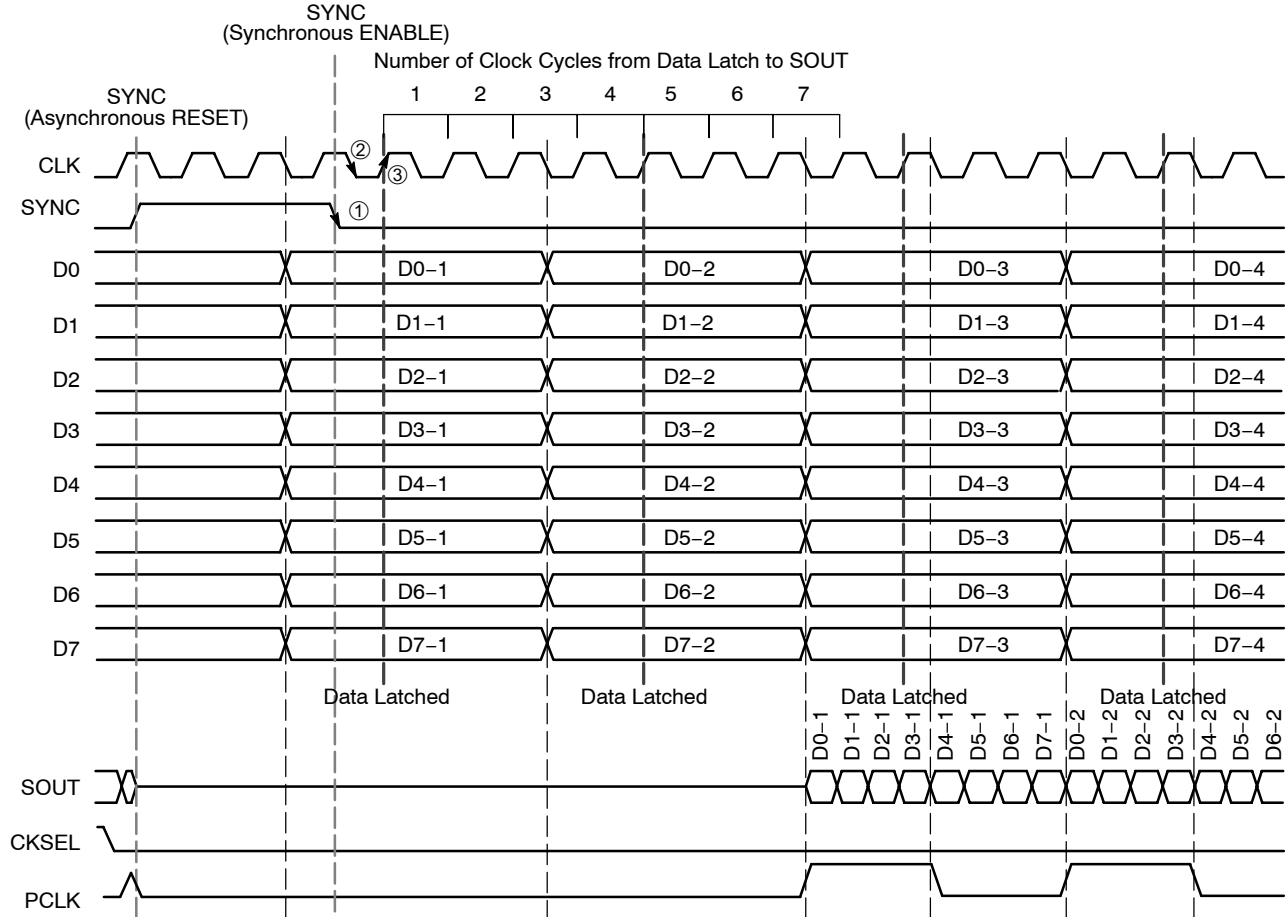 SYNC
(Synchronous ENABLE)
Number of Clock Cycles from Data Latch to SOUT
SYNC
(Asynchronous RESET)
1 2 3 4 5 6 7
CLK ② ③
SYNC ①
D0 D0−1 D0−2 D0−3 D0−4
D1 D1−1 D1−2 D1−3 D1−4
D2 D2−1 D2−2 D2−3 D2−4
D3 D3−1 D3−2 D3−3 D3−4
D4 D4−1 D4−2 D4−3 D4−4
D5 D5−1 D5−2 D5−3 D5−4
D6 D6−1 D6−2 D6−3 D6−4
D7 D7−1 D7−2 D7−3 D7−4
Data Latched Data Latched Data Latched Data Latched
D0−1 D1−1 D2−1 D3−1 D4−1 D5−1 D6−1 D7−1 D0−2 D1−2 D2−2 D3−2 D4−2 D5−2 D6−2
SOUT
CKSEL
PCLK